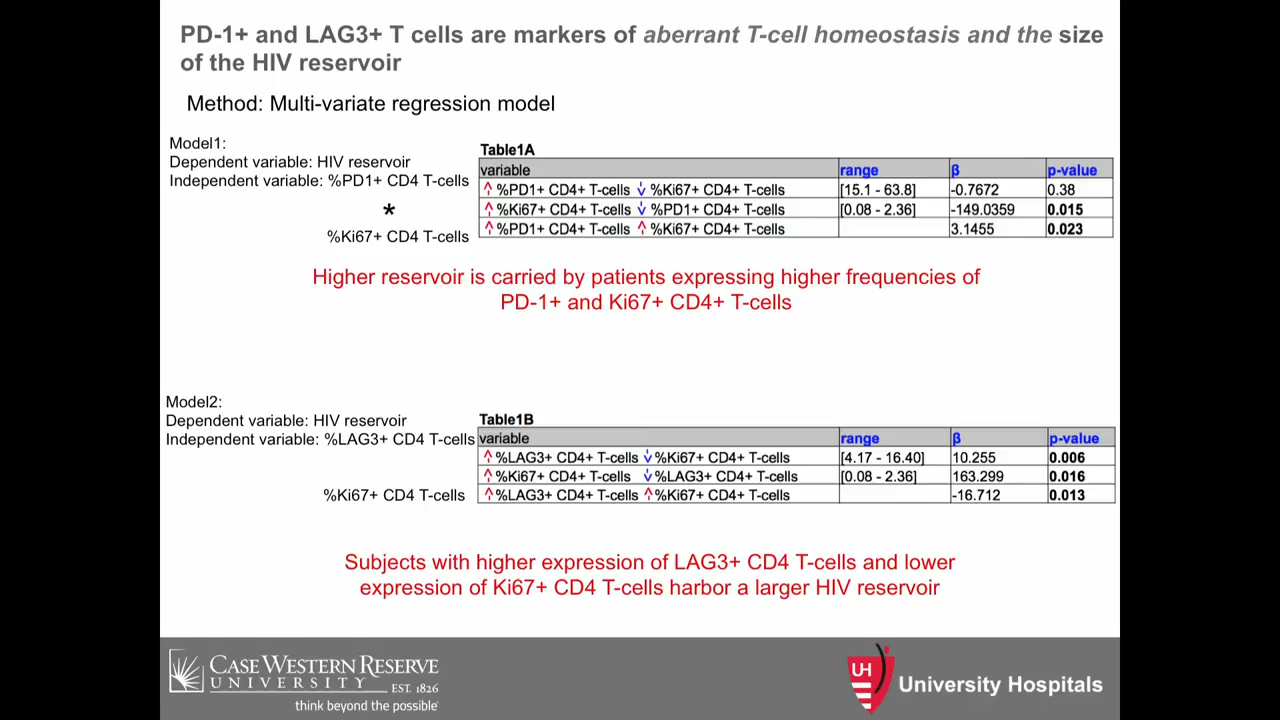 PD-1+ and LAG3+ T cells are markers of aberrant T-cell homeostasis and the size
of the HIV reservoir
Method: Multi-variate regression model
Model1:
Dependent variable: HIV reservoir
Independent variable: %PD1+ CD4 T-cells
*
%Ki67+ CD4 T-cells
Table1A
variable range β p-value
↑ %PD1+ CD4+ T-cells ↓ %Ki67+ CD4+ T-cells [15.1 - 63.8] -0.7672 0.38
↑ %Ki67+ CD4+ T-cells ↓ %PD1+ CD4+ T-cells [0.08 - 2.36] -149.0359 0.015
↑ %PD1+ CD4+ T-cells ↑ %Ki67+ CD4+ T-cells 3.1455 0.023
Higher reservoir is carried by patients expressing higher frequencies of
PD-1+ and Ki67+ CD4+ T-cells
Model2:
Dependent variable: HIV reservoir
Independent variable: %LAG3+ CD4 T-cells
%Ki67+ CD4 T-cells
Table1B
variable range β p-value
↑ %LAG3+ CD4+ T-cells ↓ %Ki67+ CD4+ T-cells [4.17 - 16.40] 10.255 0.006
↑ %Ki67+ CD4+ T-cells ↓ %LAG3+ CD4+ T-cells [0.08 - 2.36] 163.299 0.016
↑ %LAG3+ CD4+ T-cells ↑ %Ki67+ CD4+ T-cells -16.712 0.013
Subjects with higher expression of LAG3+ CD4 T-cells and lower
expression of Ki67+ CD4 T-cells harbor a larger HIV reservoir
CASE WESTERN RESERVE
UNIVERSITY EST. 1826
think beyond the possible
UH
University Hospitals